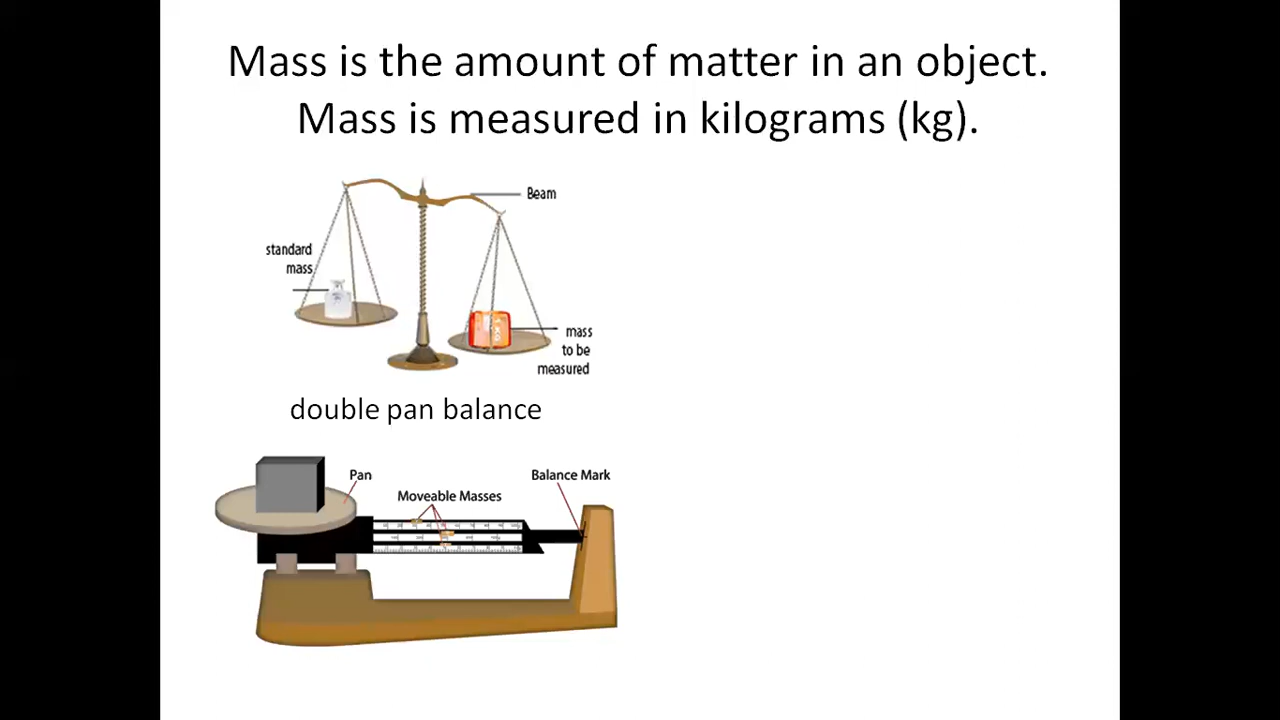 Mass is the amount of matter in an object.
Mass is measured in kilograms (kg).
Beam
standard
mass
mass
to be
measured
double pan balance
Pan
Moveable Masses
Balance Mark